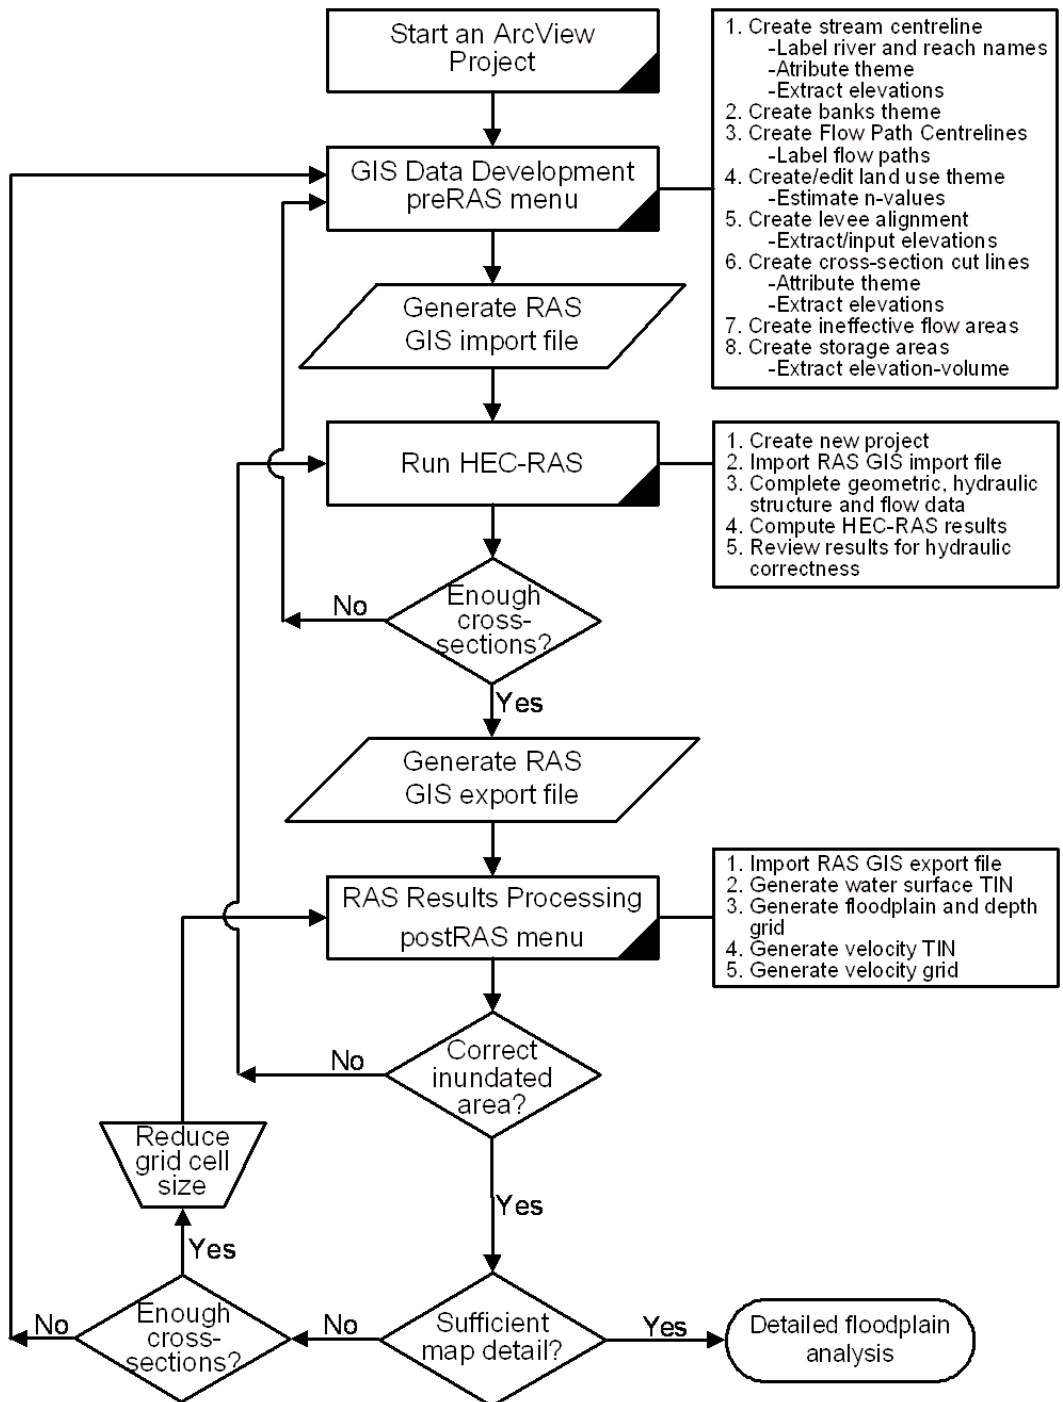 Start an ArcView
Project
1. Create stream centreline
-Label river and reach names
-Atribute theme
-Extract elevations
2. Create banks theme
3. Create Flow Path Centrelines
-Label flow paths
4. Create/edit land use theme
-Estimate n-values
5. Create levee alignment
-Extract/input elevations
6. Create cross-section cut lines
-Attribute theme
-Extract elevations
7. Create ineffective flow areas
8. Create storage areas
-Extract elevation-volume
GIS Data Development
preRAS menu
Generate RAS
GIS import file
Run HEC-RAS
1. Create new project
2. Import RAS GIS import file
3. Complete geometric, hydraulic
structure and flow data
4. Compute HEC-RAS results
5. Review results for hydraulic
correctness
No
Enough
cross-
sections?
Yes
Generate RAS
GIS export file
RAS Results Processing
postRAS menu
1. Import RAS GIS export file
2. Generate water surface TIN
3. Generate floodplain and depth
grid
4. Generate velocity TIN
5. Generate velocity grid
No
Correct
inundated
area?
Reduce
grid cell
size
Yes
Yes
No
Enough
cross-
sections?
No
Sufficient
map detail?
Yes
Detailed floodplain
analysis